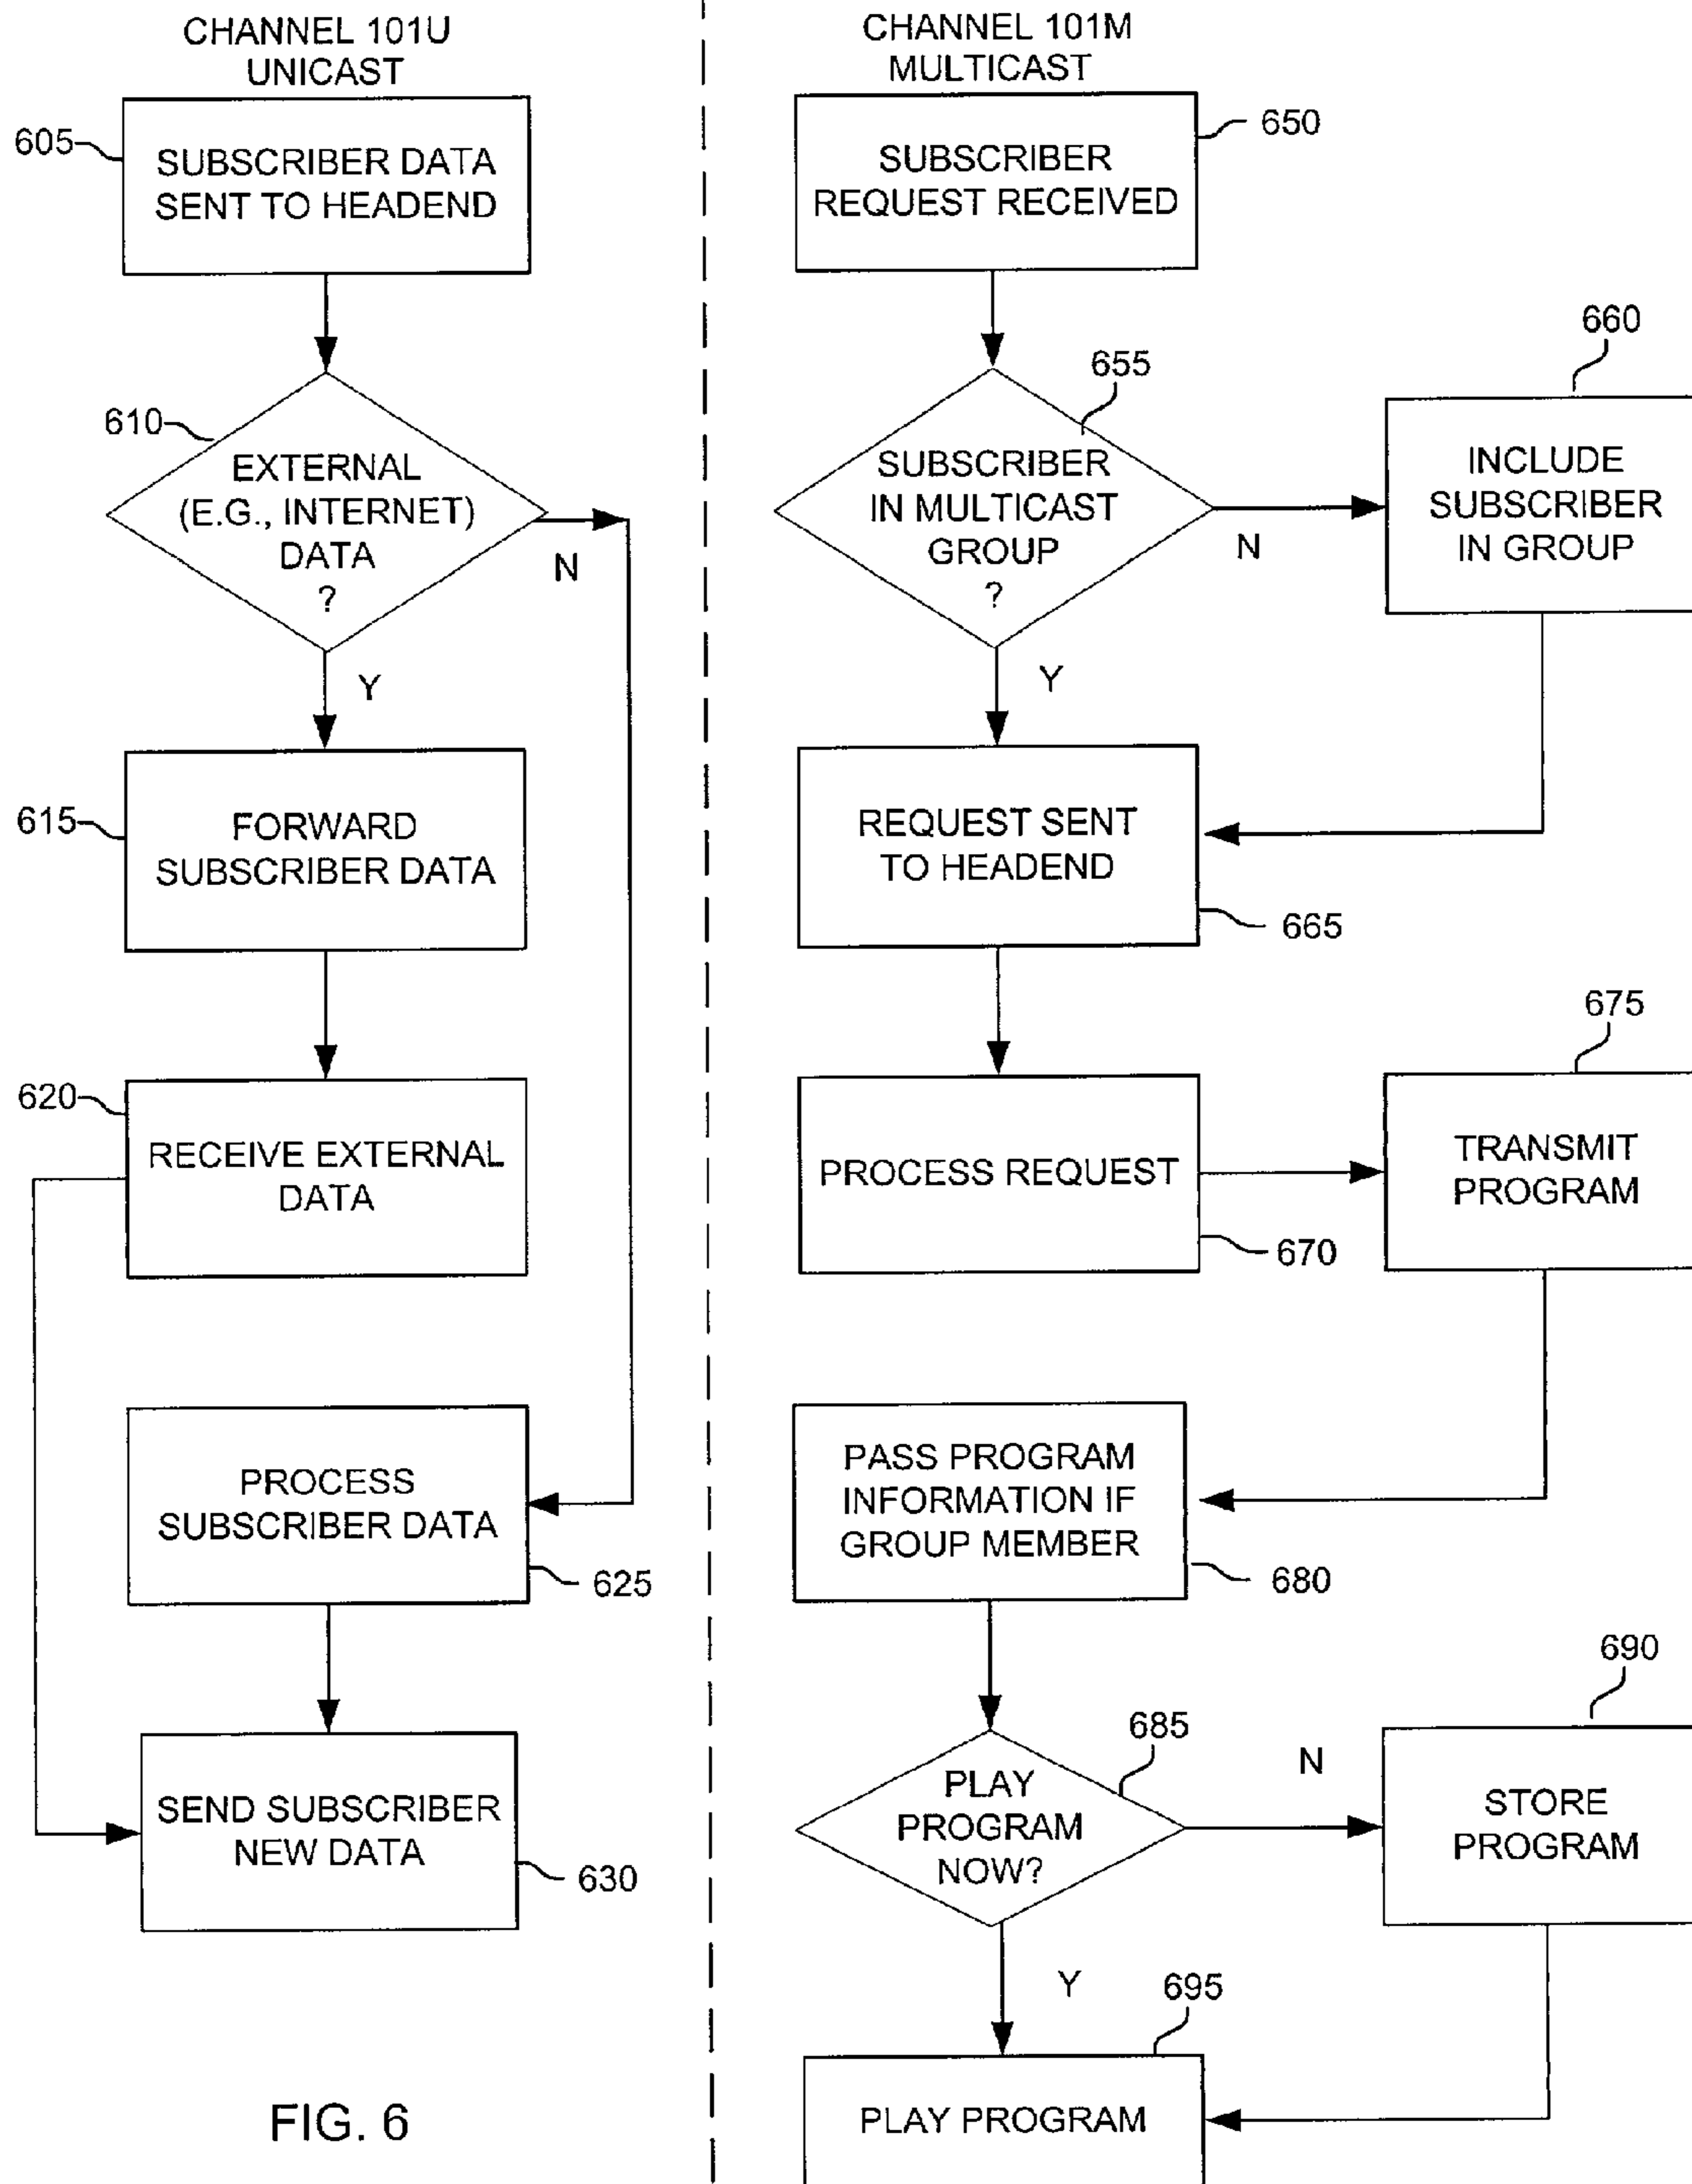 CHANNEL 101U
UNICAST
605
SUBSCRIBER DATA
SENT TO HEADEND
610
EXTERNAL
(E.G., INTERNET)
DATA
?
N
Y
615
FORWARD
SUBSCRIBER DATA
620
RECEIVE EXTERNAL
DATA
PROCESS
SUBSCRIBER DATA
625
SEND SUBSCRIBER
NEW DATA
630
FIG. 6
CHANNEL 101M
MULTICAST
650
SUBSCRIBER
REQUEST RECEIVED
655
SUBSCRIBER
IN MULTICAST
GROUP
?
N
Y
660
INCLUDE
SUBSCRIBER
IN GROUP
REQUEST SENT
TO HEADEND
665
PROCESS REQUEST
670
675
TRANSMIT
PROGRAM
PASS PROGRAM
INFORMATION IF
GROUP MEMBER
680
685
PLAY
PROGRAM
NOW?
N
Y
690
STORE
PROGRAM
695
PLAY PROGRAM